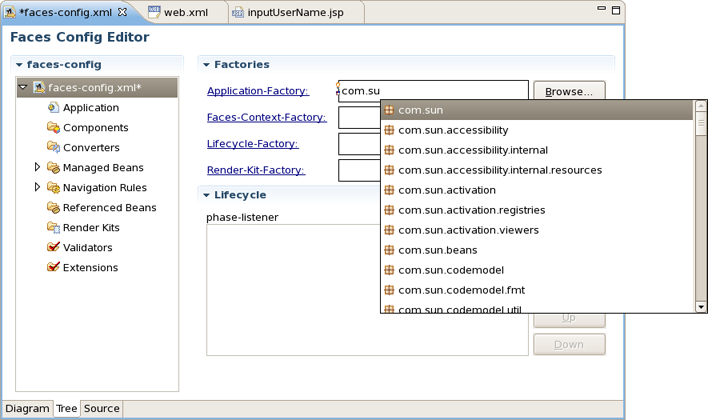 *faces-config.xml
web.xml
inputUserName.jsp
Faces Config Editor
faces-config
faces-config.xml*
Application
Components
Converters
Managed Beans
Navigation Rules
Referenced Beans
Render Kits
Validators
Extensions
Factories
Application-Factory: com.su Browse...
Faces-Context-Factory:
Lifecycle-Factory:
Render-Kit-Factory:
com.sun
com.sun.accessibility
com.sun.accessibility.internal
com.sun.accessibility.internal.resources
com.sun.activation
com.sun.activation.registries
com.sun.activation.viewers
com.sun.beans
com.sun.codemodel
com.sun.codemodel.fmt
com.sun.codemodel.util
Lifecycle
phase-listener
Up
Down
Diagram Tree Source